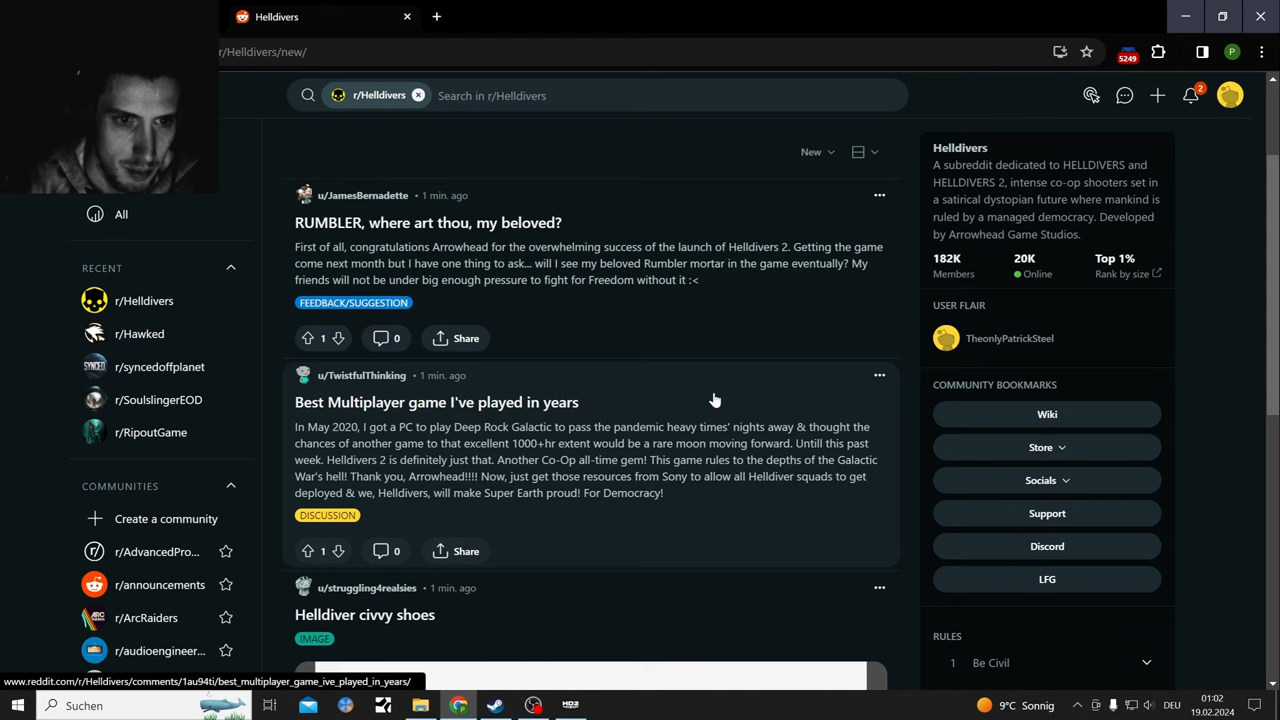 Helldivers
r/Helldivers/new/
5249
P
r/Helldivers
Search in r/Helldivers
2
All
RECENT
r/Helldivers
r/Hawked
r/syncedoffplanet
r/SoulslingerEOD
r/RipoutGame
COMMUNITIES
Create a community
r/AdvancedPro...
r/announcements
r/ArcRaiders
r/audioengineer...
New
u/JamesBernadette • 1 min. ago
RUMBLER, where art thou, my beloved?
First of all, congratulations Arrowhead for the overwhelming success of the launch of Helldivers 2. Getting the game
come next month but I have one thing to ask... will I see my beloved Rumbler mortar in the game eventually? My
friends will not be under big enough pressure to fight for Freedom without it :<
FEEDBACK/SUGGESTION
1
0
Share
u/TwistfulThinking • 1 min. ago
Best Multiplayer game I've played in years
In May 2020, I got a PC to play Deep Rock Galactic to pass the pandemic heavy times' nights away & thought the
chances of another game to that excellent 1000+hr extent would be a rare moon moving forward. Untill this past
week. Helldivers 2 is definitely just that. Another Co-Op all-time gem! This game rules to the depths of the Galactic
War's hell! Thank you, Arrowhead!!!! Now, just get those resources from Sony to allow all Helldiver squads to get
deployed & we, Helldivers, will make Super Earth proud! For Democracy!
DISCUSSION
1
0
Share
u/struggling4realsies • 1 min. ago
Helldiver civvy shoes
IMAGE
Helldivers
A subreddit dedicated to HELLDIVERS and
HELLDIVERS 2, intense co-op shooters set in
a satirical dystopian future where mankind is
ruled by a managed democracy. Developed
by Arrowhead Game Studios.
182K
Members
20K
Online
Top 1%
Rank by size
USER FLAIR
TheonlyPatrickSteel
COMMUNITY BOOKMARKS
Wiki
Store
Socials
Support
Discord
LFG
RULES
1 Be Civil
www.reddit.com/r/Helldivers/comments/1au94ti/best_multiplayer_game_ive_played_in_years/
Suchen
HD2
9°C Sonnig
DEU
01:02
19.02.2024